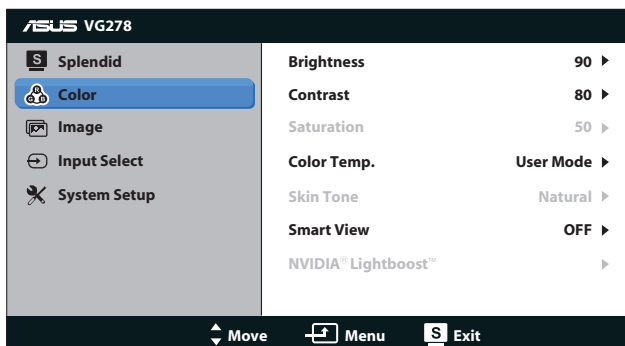 ASUS VG278
S Splendid
Color
Image
Input Select
System Setup
Brightness 90
Contrast 80
Saturation 50
Color Temp. User Mode
Skin Tone Natural
Smart View OFF
NVIDIA® Lightboost™
Move Menu S Exit